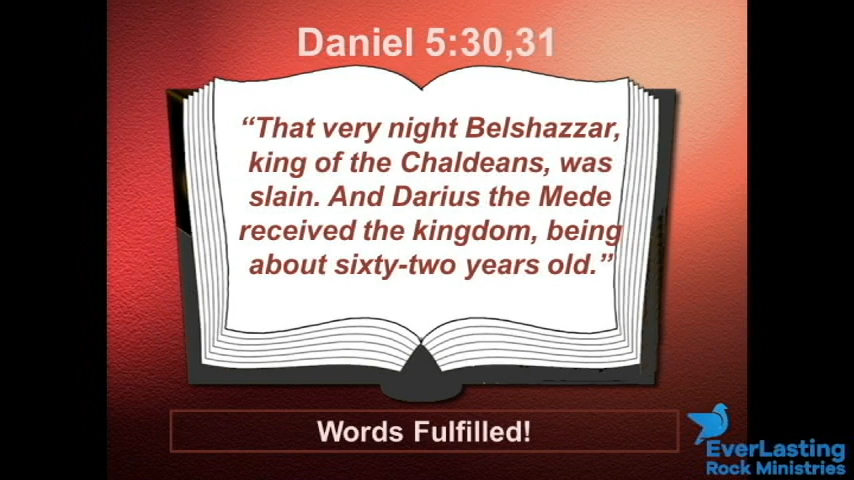 Daniel 5:30,31
“That very night Belshazzar,
king of the Chaldeans, was
slain. And Darius the Mede
received the kingdom, being
about sixty-two years old.”
Words Fulfilled!
EverLasting
Rock Ministries